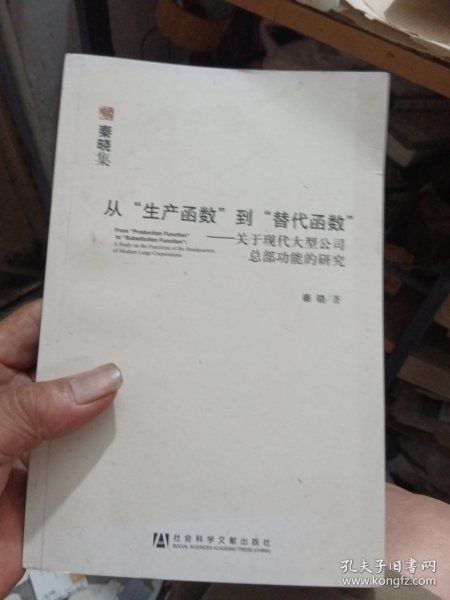 秦晓
集
从“生产函数”到“替代函数”
From "Production Function"
to "Substitution Function":
A Study on the Functions of the Headquarters
of Modern Large Corporations
——关于现代大型公司
总部功能的研究
秦 晓/著
社会科学文献出版社
SOCIAL SCIENCES ACADEMIC PRESS (CHINA)
孔夫子旧书网
www.kongfz.com